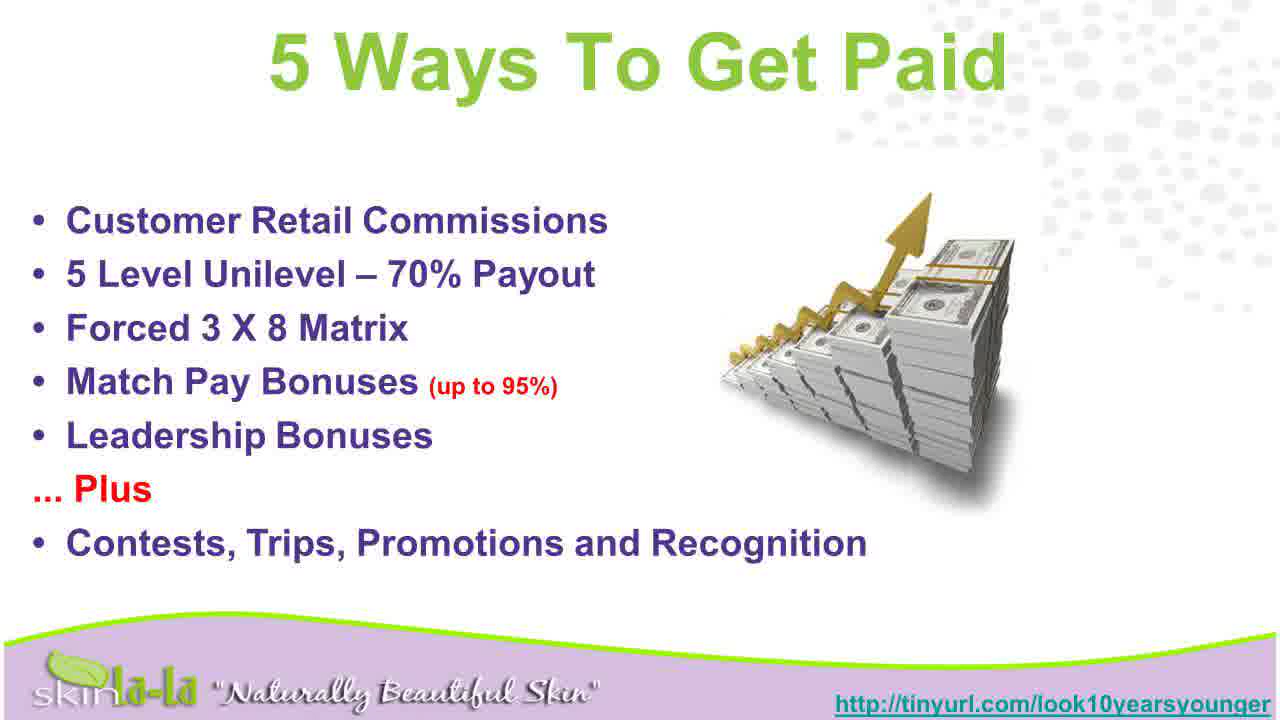 5 Ways To Get Paid
• Customer Retail Commissions
• 5 Level Unilevel – 70% Payout
• Forced 3 X 8 Matrix
• Match Pay Bonuses (up to 95%)
• Leadership Bonuses
... Plus
• Contests, Trips, Promotions and Recognition
skin la-la "Naturally Beautiful Skin"
http://tinyurl.com/look10yearsyounger